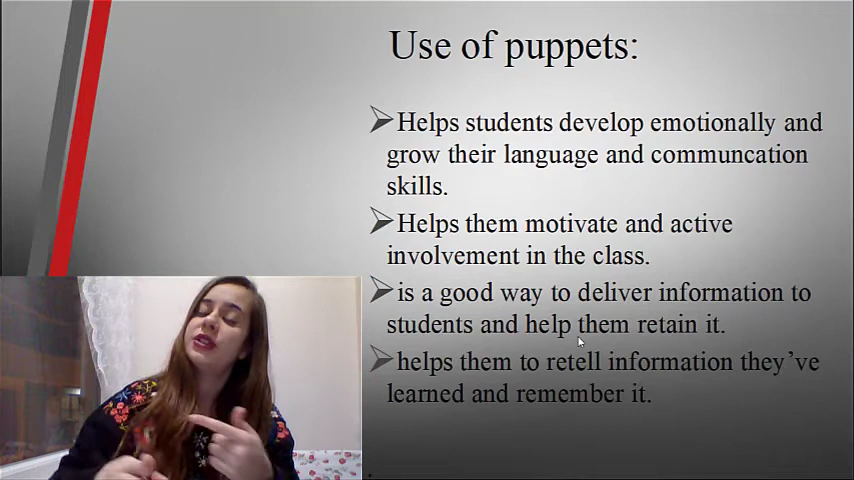 Use of puppets:
Helps students develop emotionally and
grow their language and communcation
skills.
Helps them motivate and active
involvement in the class.
is a good way to deliver information to
students and help them retain it.
helps them to retell information they’ve
learned and remember it.